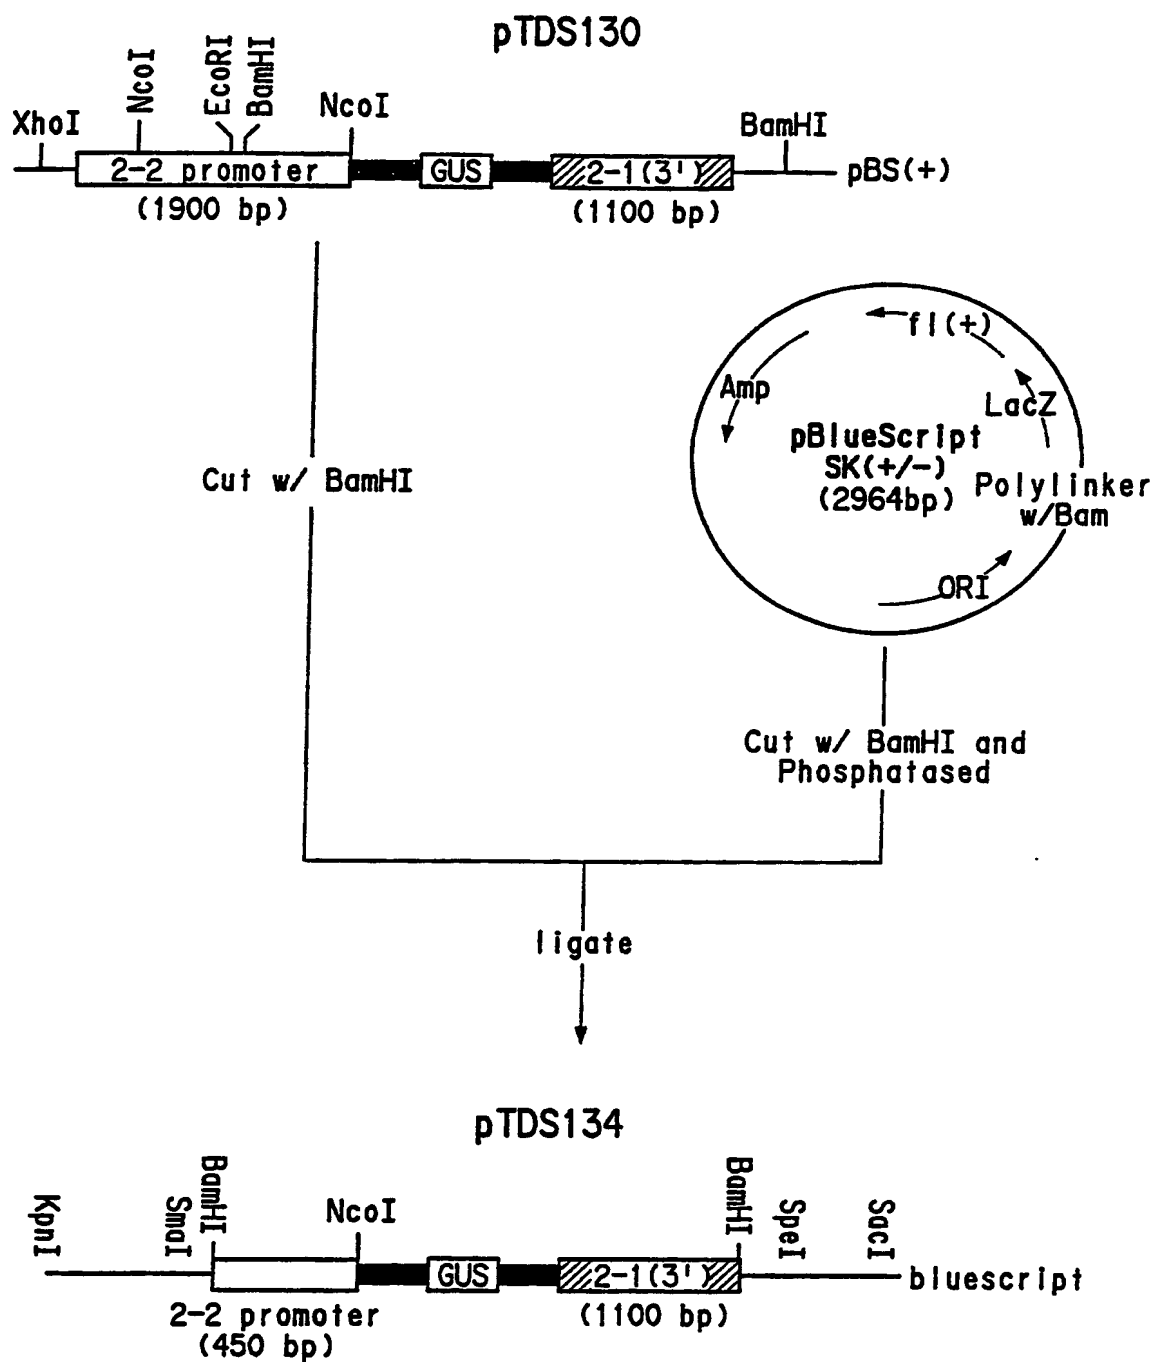 pTDS130
XhoI
NcoI
EcoRI
BamHI
NcoI
BamHI
2-2 promoter
GUS
2-1(3')
pBS(+)
(1900 bp)
(1100 bp)
fl(+)
Amp
LacZ
pBlueScript
SK(+/-)
(2964bp)
Polylinker
w/Bam
ORI
Cut w/ BamHI
Cut w/ BamHI and
Phosphatased
ligate
pTDS134
KpnI
SmaI
BamHI
NcoI
BamHI
SpeI
SacI
GUS
2-1(3')
bluescript
2-2 promoter
(450 bp)
(1100 bp)